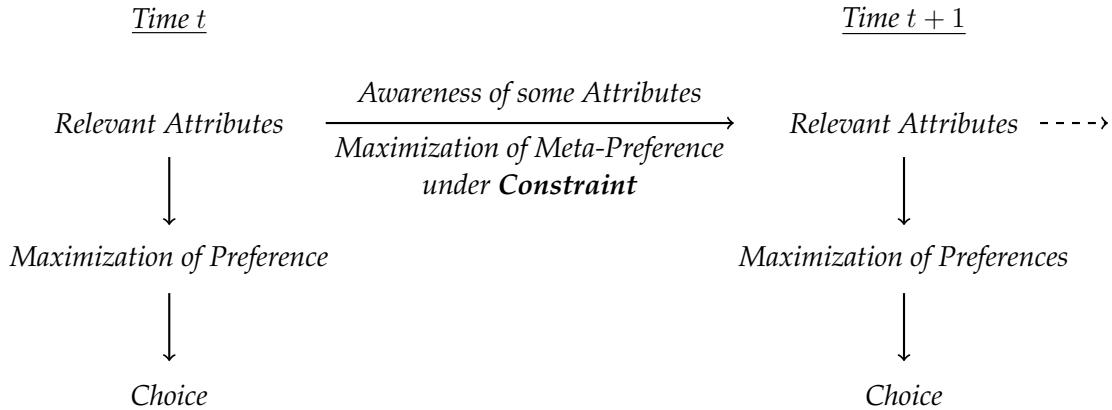 Time t
Time t + 1
Awareness of some Attributes
Relevant Attributes
Relevant Attributes
Maximization of Meta-Preference
under Constraint
Maximization of Preference
Maximization of Preferences
Choice
Choice